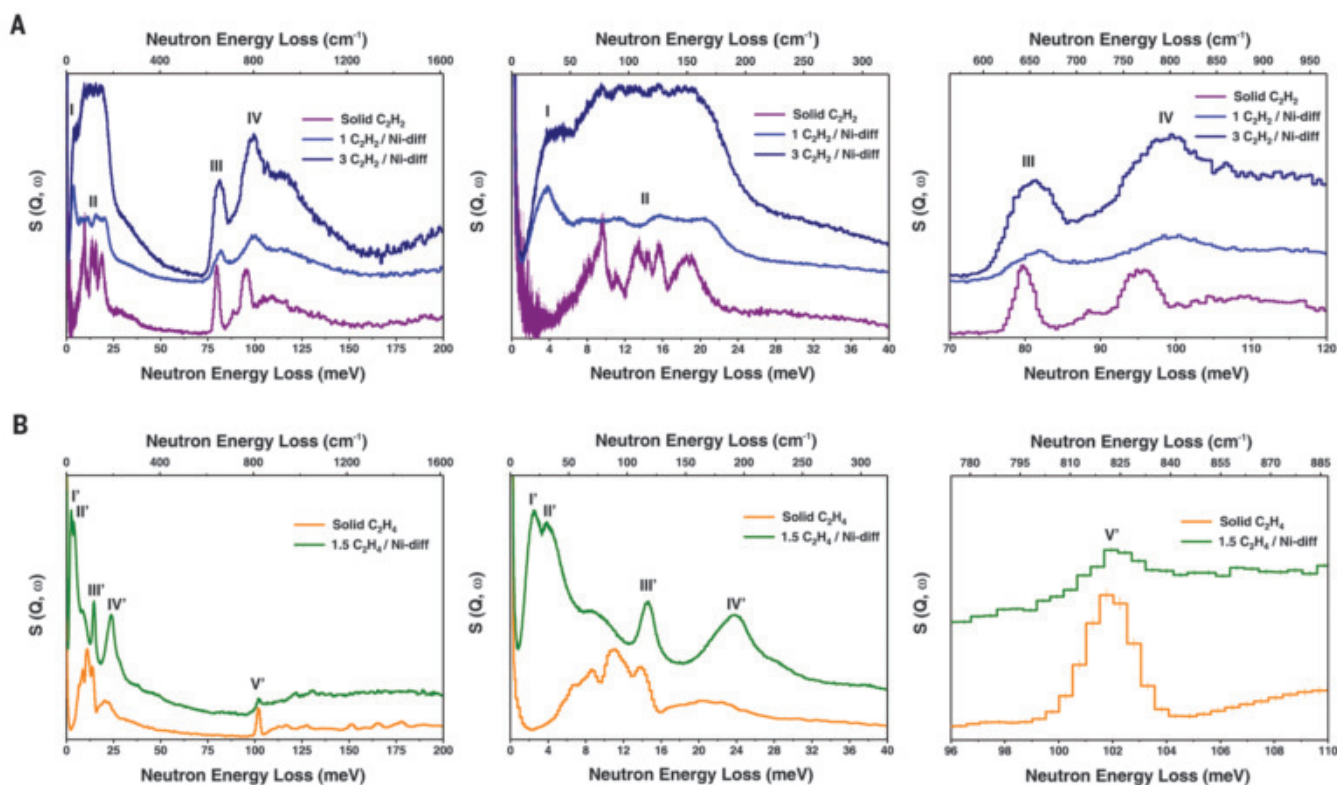 A
Neutron Energy Loss (cm⁻¹)
0 400 800 1200 1600
S (Q, ω)
I
II
III
IV
Solid C₂H₂
1 C₂H₂ / Ni-diff
3 C₂H₂ / Ni-diff
0 25 50 75 100 125 150 175 200
Neutron Energy Loss (meV)
Neutron Energy Loss (cm⁻¹)
0 50 100 150 200 250 300
S (Q, ω)
I
II
Solid C₂H₂
1 C₂H₂ / Ni-diff
3 C₂H₂ / Ni-diff
0 4 8 12 16 20 24 28 32 36 40
Neutron Energy Loss (meV)
Neutron Energy Loss (cm⁻¹)
600 650 700 750 800 850 900 950
S (Q, ω)
III
IV
Solid C₂H₂
1 C₂H₂ / Ni-diff
3 C₂H₂ / Ni-diff
70 80 90 100 110 120
Neutron Energy Loss (meV)
B
Neutron Energy Loss (cm⁻¹)
0 400 800 1200 1600
S (Q, ω)
I'
II'
III'
IV'
V'
Solid C₂H₄
1.5 C₂H₄ / Ni-diff
0 25 50 75 100 125 150 175 200
Neutron Energy Loss (meV)
Neutron Energy Loss (cm⁻¹)
0 50 100 150 200 250 300
S (Q, ω)
I'
II'
III'
IV'
Solid C₂H₄
1.5 C₂H₄ / Ni-diff
0 4 8 12 16 20 24 28 32 36 40
Neutron Energy Loss (meV)
Neutron Energy Loss (cm⁻¹)
780 795 810 825 840 855 870 885
S (Q, ω)
V'
Solid C₂H₄
1.5 C₂H₄ / Ni-diff
96 98 100 102 104 106 108 110
Neutron Energy Loss (meV)